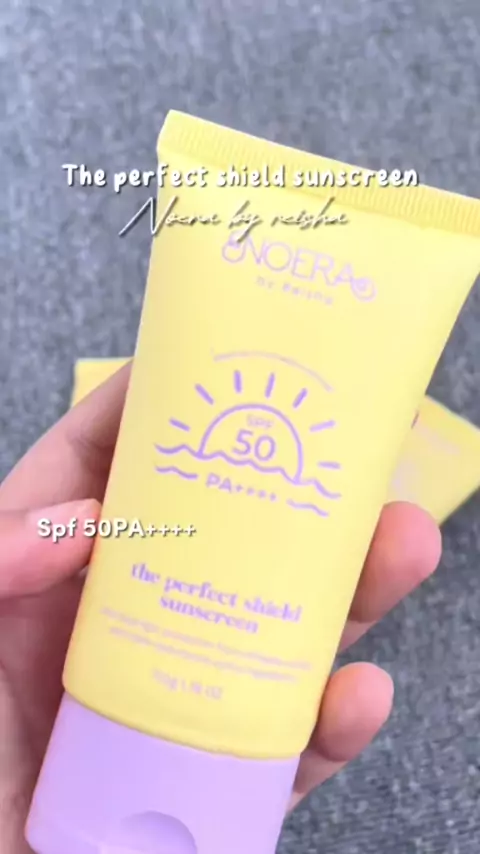 The perfect shield sunscreen
Noera by reisha
NOERA
by Reisha
SPF
50
PA++++
Spf 50PA++++
the perfect shield
sunscreen